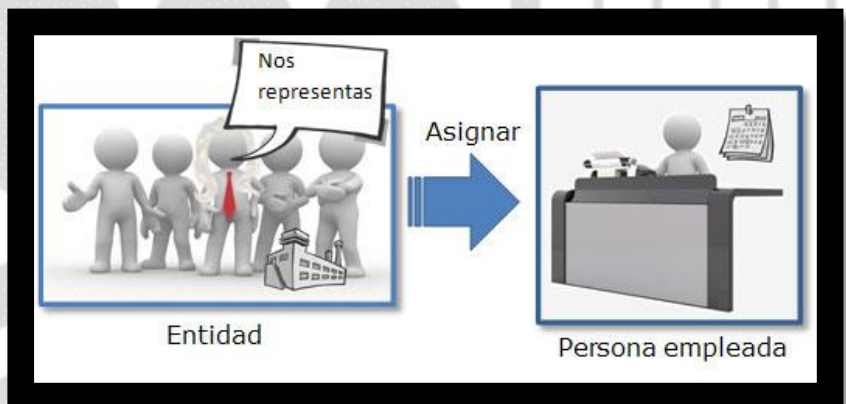 Nos
representas
Asignar
Entidad
Persona empleada